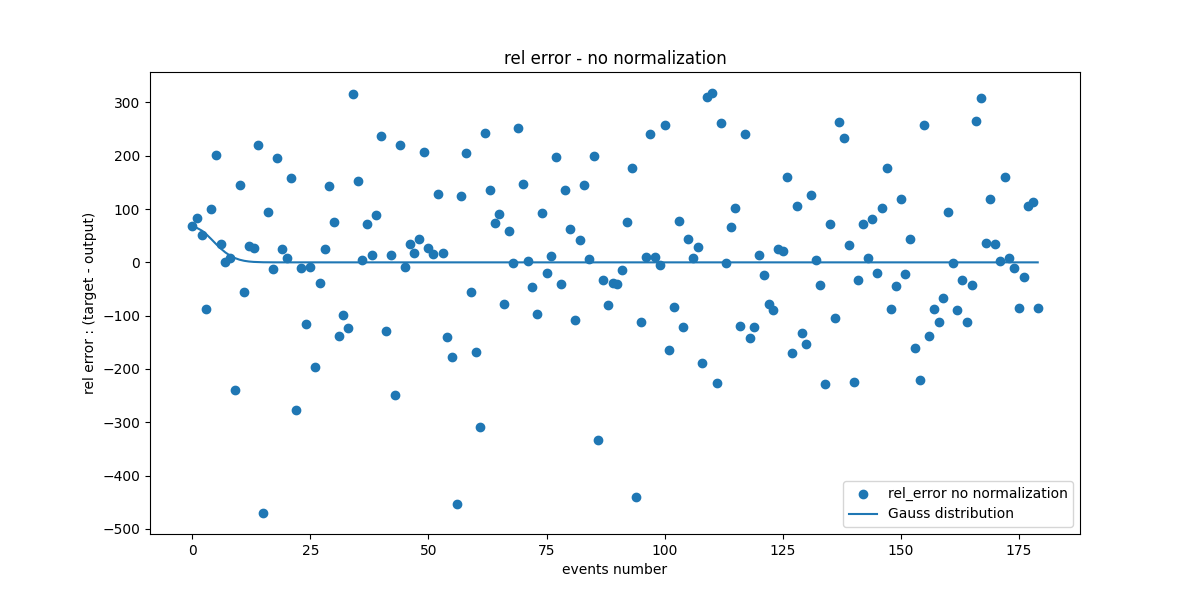 rel error - no normalization
rel error : (target - output)
300
200
100
0
−100
−200
−300
−400
−500
0 25 50 75 100 125 150 175
events number
rel_error no normalization
Gauss distribution